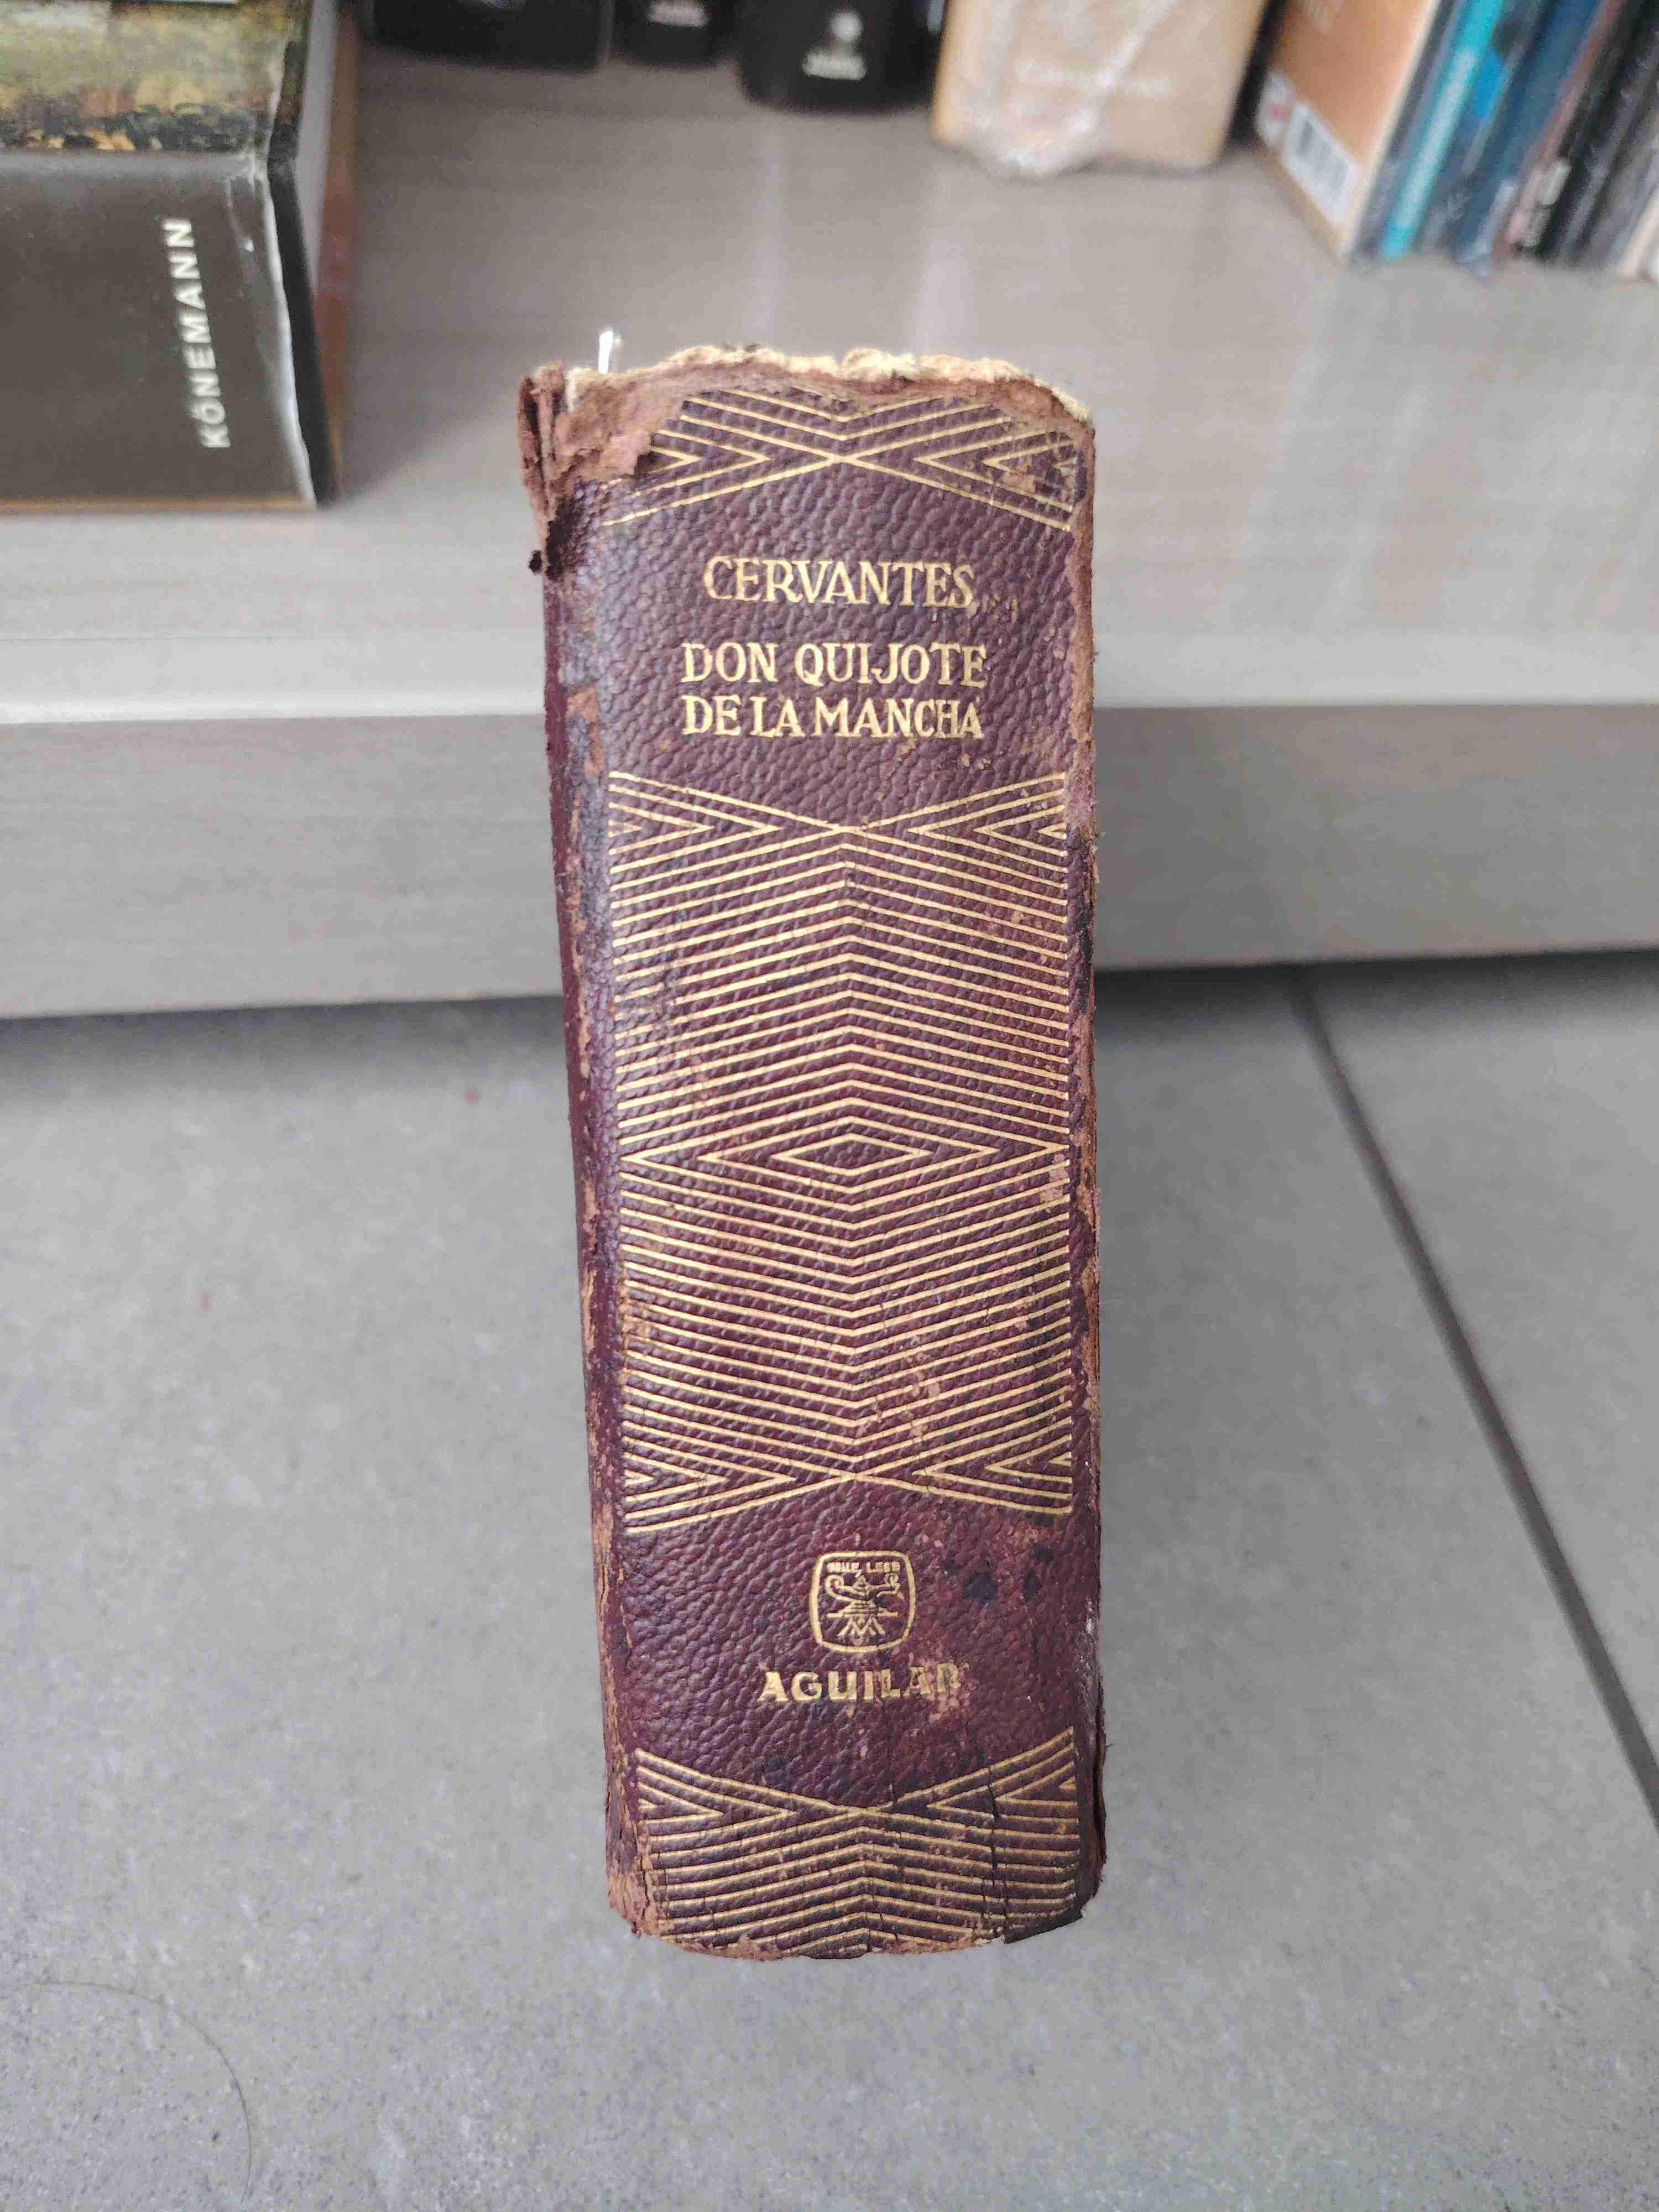 KÖNEMANN
CERVANTES
DON QUIJOTE
DE LA MANCHA
AGUILAR